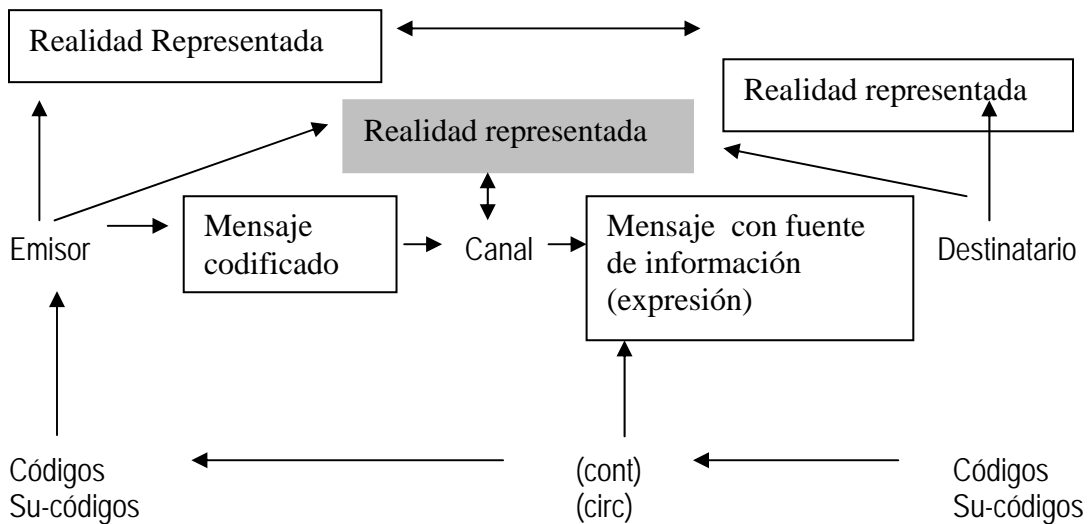 Realidad Representada
Realidad representada
Realidad representada
Emisor
Mensaje
codificado
Canal
Mensaje con fuente
de información
(expresión)
Destinatario
Códigos
Su-códigos
(cont)
(circ)
Códigos
Su-códigos